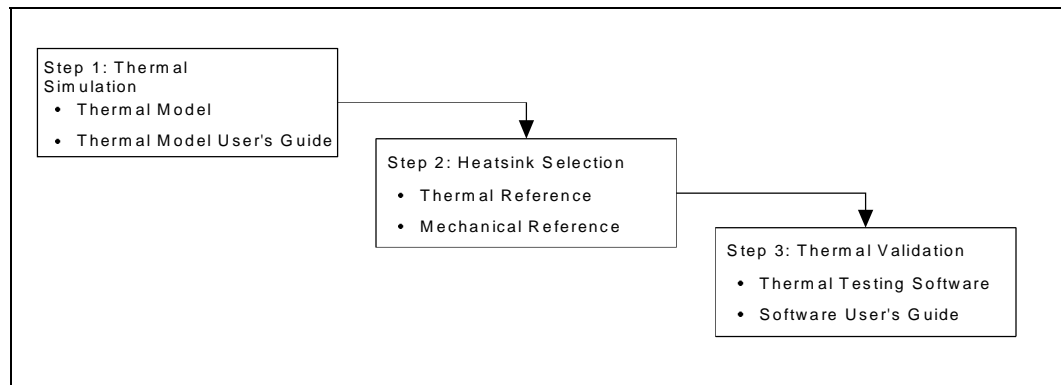 Step 1: Thermal
Simulation
• Thermal Model
• Thermal Model User's Guide
Step 2: Heatsink Selection
• Thermal Reference
• Mechanical Reference
Step 3: Thermal Validation
• Thermal Testing Software
• Software User's Guide